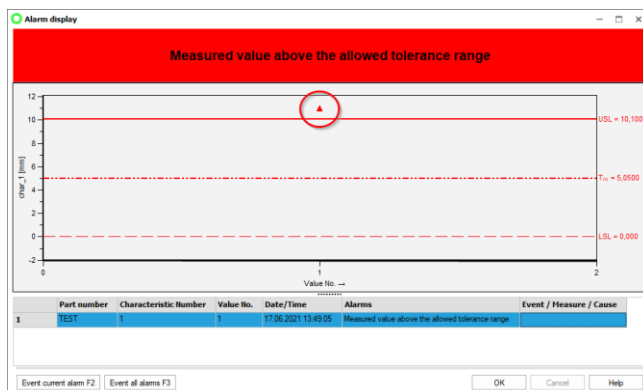 Alarm display
Measured value above the allowed tolerance range
12
10
8
6
4
2
0
-2
char_1 [mm]
USL = 10,100
Tₘ = 5,0500
LSL = 0,000
0 1 2
Value No. →
Part number Characteristic Number Value No. Date/Time Alarms Event / Measure / Cause
1 TEST 1 1 17.06.2021 13:49:05 Measured value above the allowed tolerance range
Event current alarm F2 Event all alarms F3 OK Cancel Help